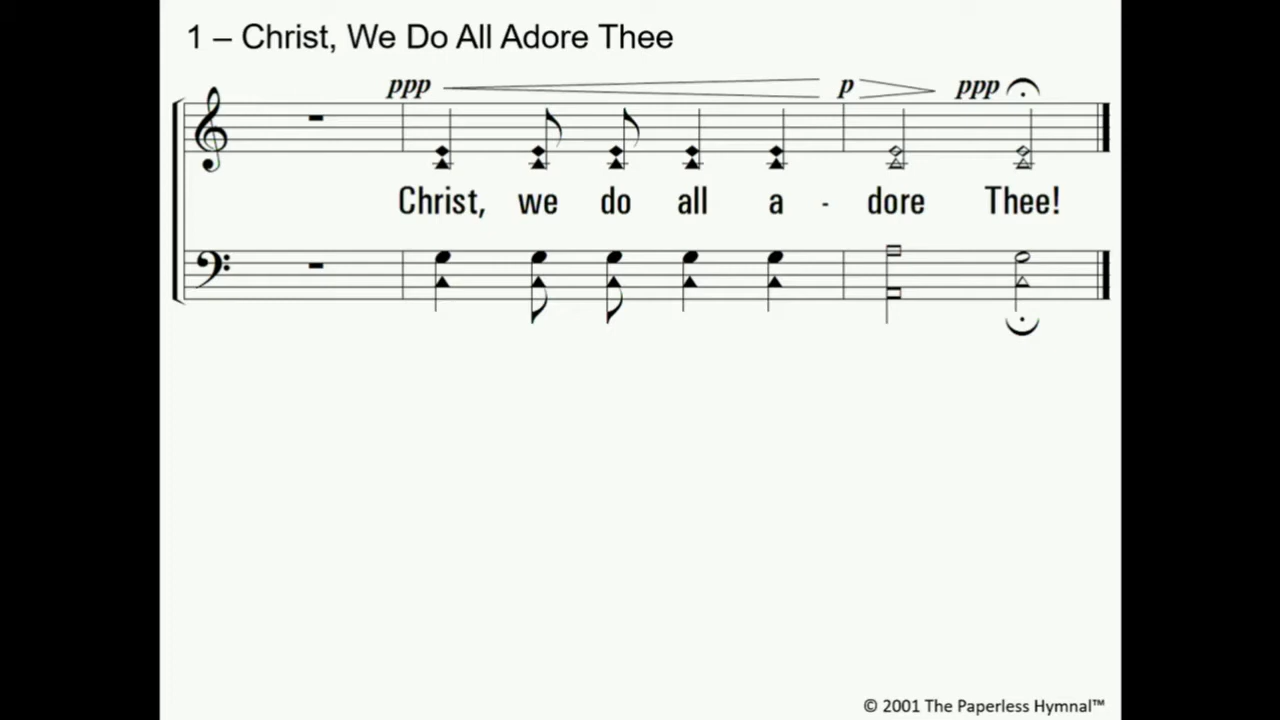 1 – Christ, We Do All Adore Thee
ppp p ppp
Christ, we do all a - dore Thee!
© 2001 The Paperless Hymnal™